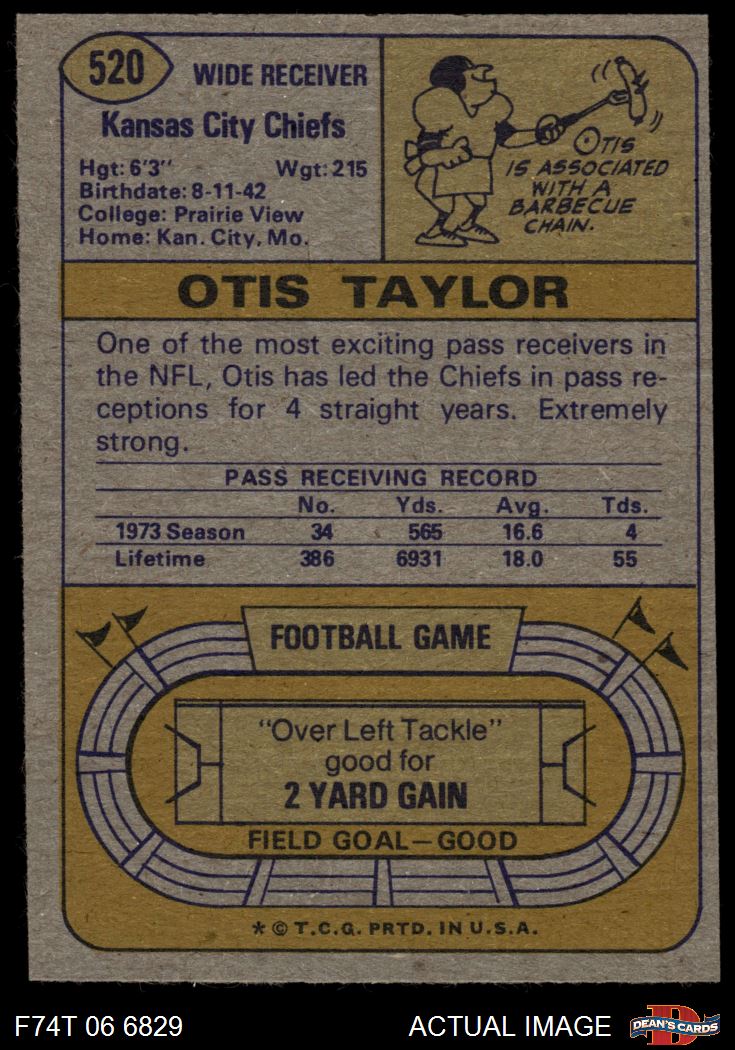 520
WIDE RECEIVER
Kansas City Chiefs
Hgt: 6'3" Wgt: 215
Birthdate: 8-11-42
College: Prairie View
Home: Kan. City, Mo.
OTIS
IS ASSOCIATED
WITH A
BARBECUE
CHAIN.
OTIS TAYLOR
One of the most exciting pass receivers in
the NFL, Otis has led the Chiefs in pass re-
ceptions for 4 straight years. Extremely
strong.
PASS RECEIVING RECORD
No. Yds. Avg. Tds.
1973 Season 34 565 16.6 4
Lifetime 386 6931 18.0 55
FOOTBALL GAME
"Over Left Tackle"
good for
2 YARD GAIN
FIELD GOAL—GOOD
* © T.C.G. PRTD. IN U.S.A.
F74T 06 6829 ACTUAL IMAGE
D
DEAN'S CARDS